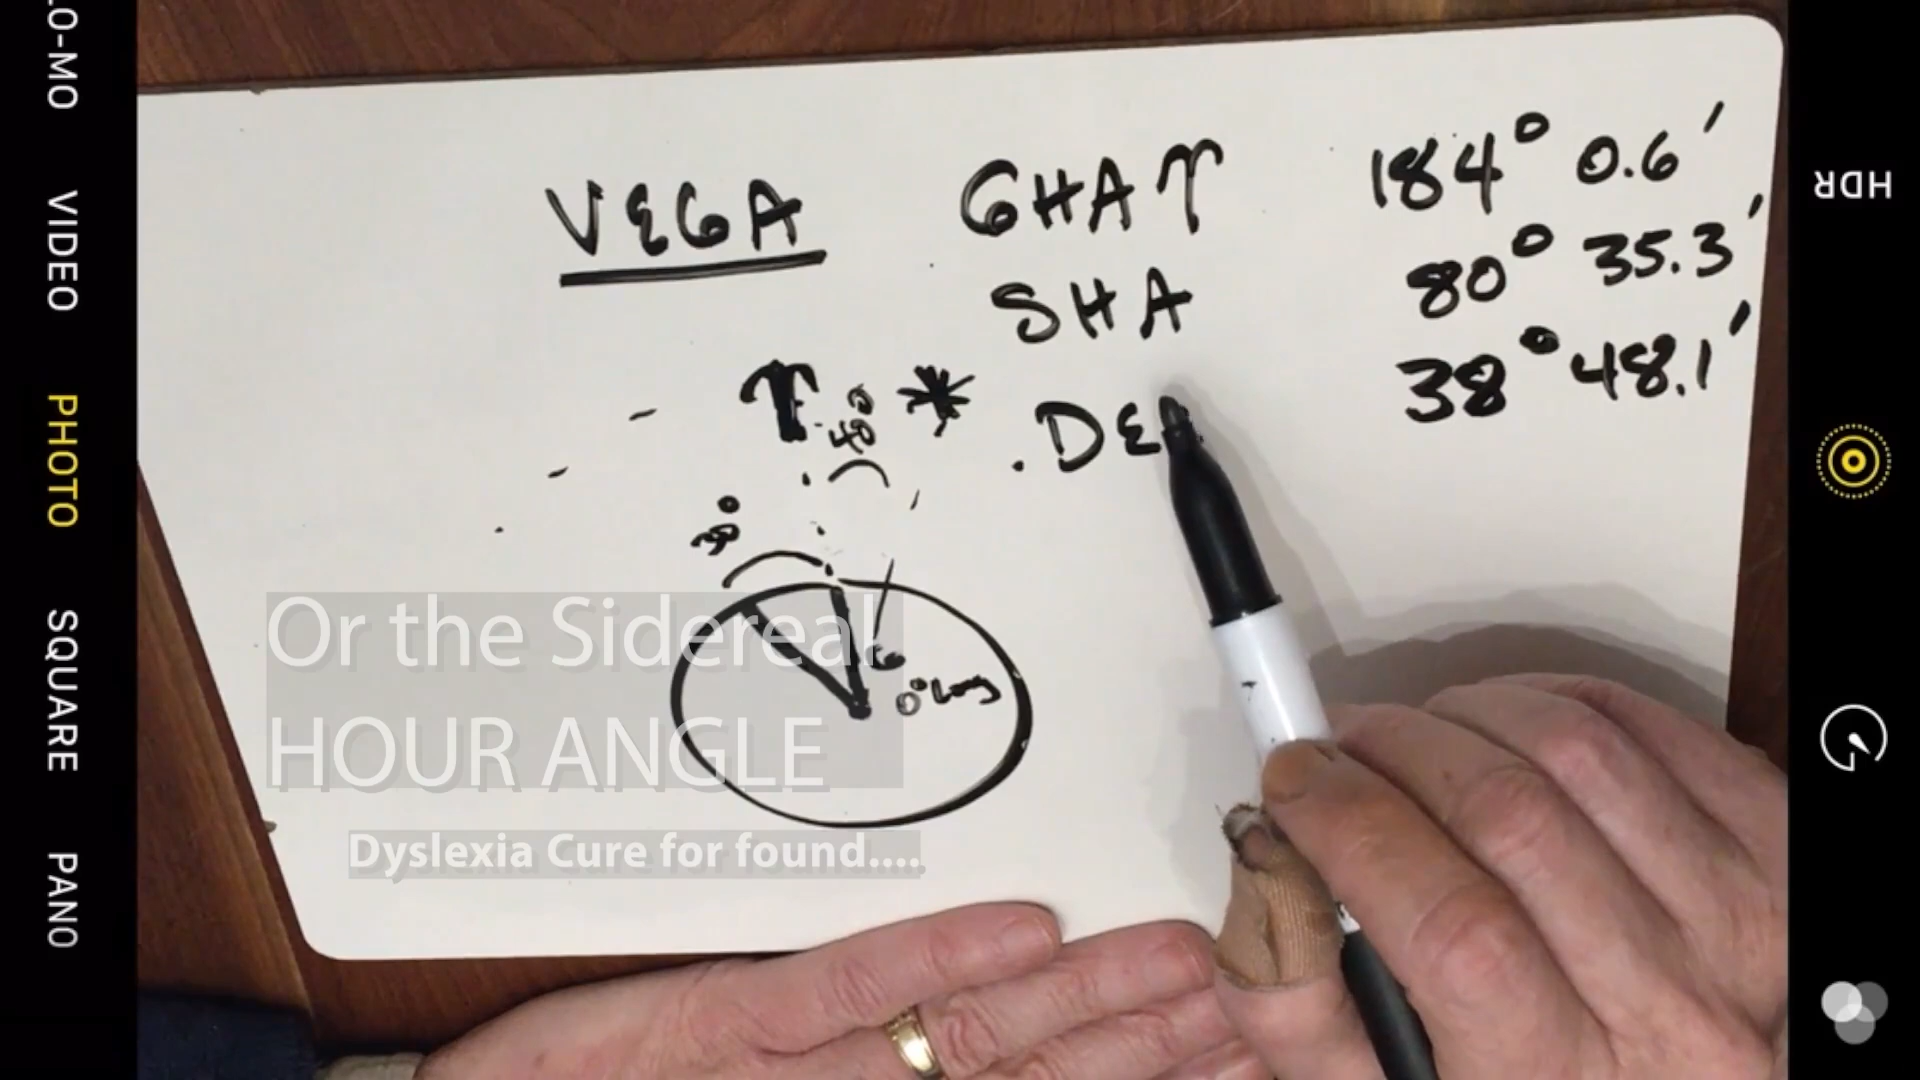 LO-MO
VIDEO
PHOTO
SQUARE
PANO
HDR
VEGA GHA♈ 184° 0.6′
SHA 80° 35.3′
.DE 38° 48.1′
♈ 40° *
30°
G
0° Long
Or the Sidereal
HOUR ANGLE
Dyslexia Cure for found....